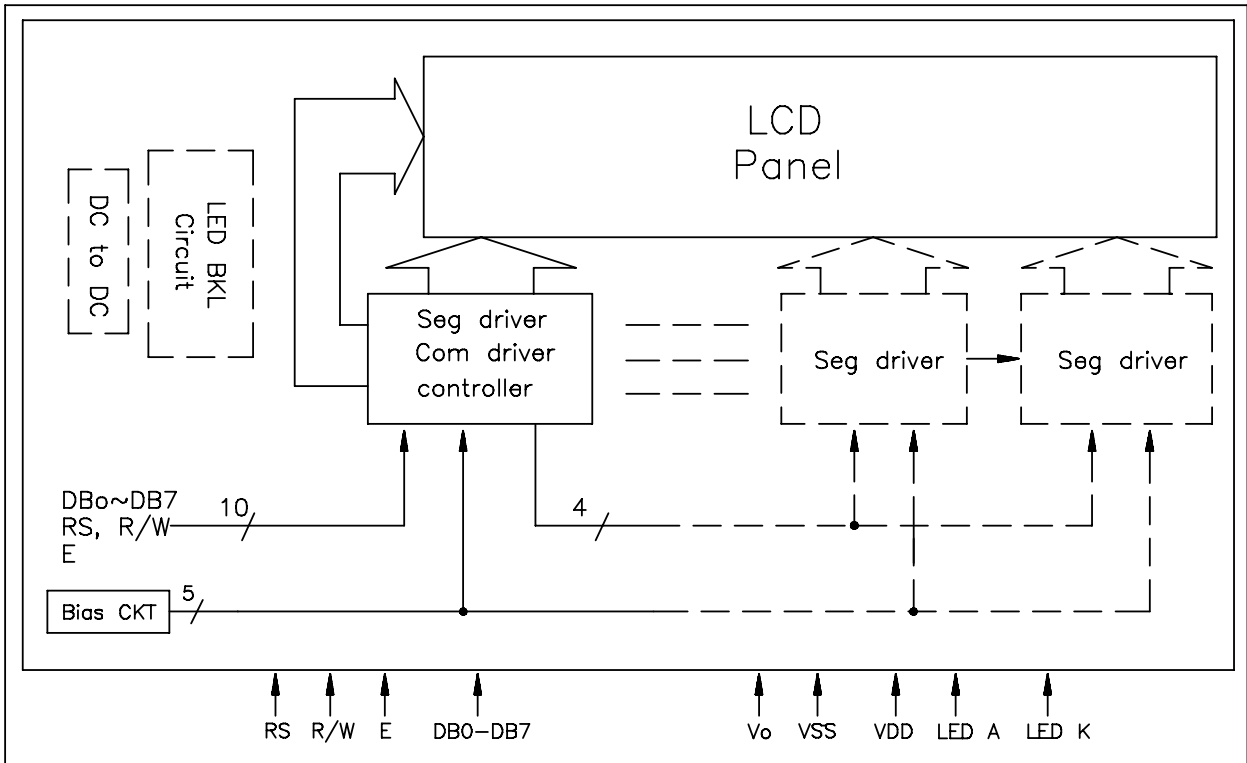 LCD
Panel
DC to DC
LED BKL
Circuit
Seg driver
Com driver
controller
Seg driver
Seg driver
DBo~DB7
RS, R/W
E
10
4
Bias CKT
5
RS
R/W
E
DB0-DB7
Vo
VSS
VDD
LED A
LED K